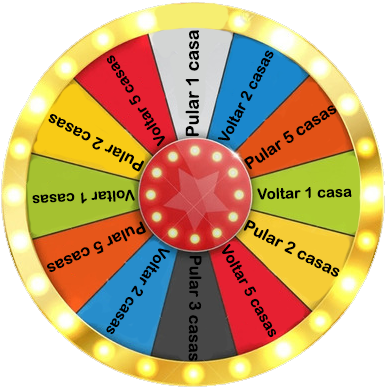 Pular 1 casa
Voltar 2 casas
Pular 5 casas
Voltar 1 casa
Pular 2 casas
Voltar 5 casas
Pular 3 casas
Voltar 2 casas
Pular 5 casas
Voltar 1 casas
Pular 2 casas
Voltar 5 casas